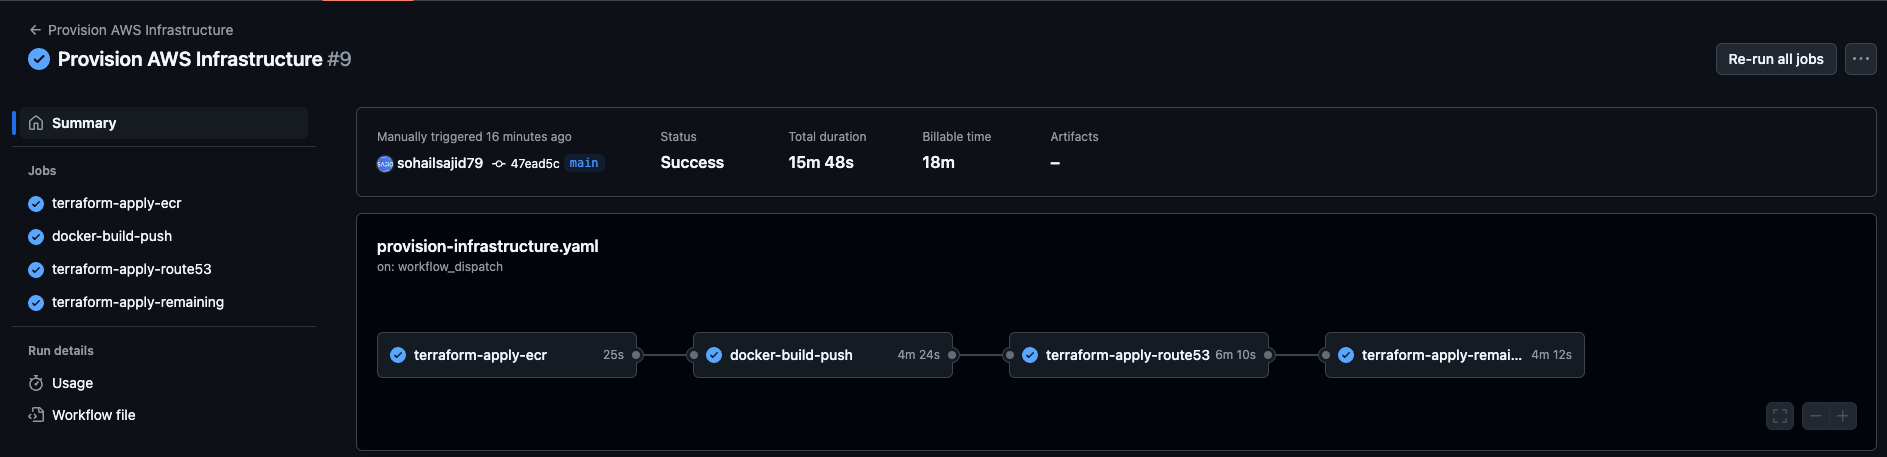 Provision AWS Infrastructure
Provision AWS Infrastructure #9
Re-run all jobs
Summary
Jobs
terraform-apply-ecr
docker-build-push
terraform-apply-route53
terraform-apply-remaining
Run details
Usage
Workflow file
Manually triggered 16 minutes ago
sohailsajid79 47ead5c main
Status
Success
Total duration
15m 48s
Billable time
18m
Artifacts
–
provision-infrastructure.yaml
on: workflow_dispatch
terraform-apply-ecr 25s
docker-build-push 4m 24s
terraform-apply-route53 6m 10s
terraform-apply-remai... 4m 12s